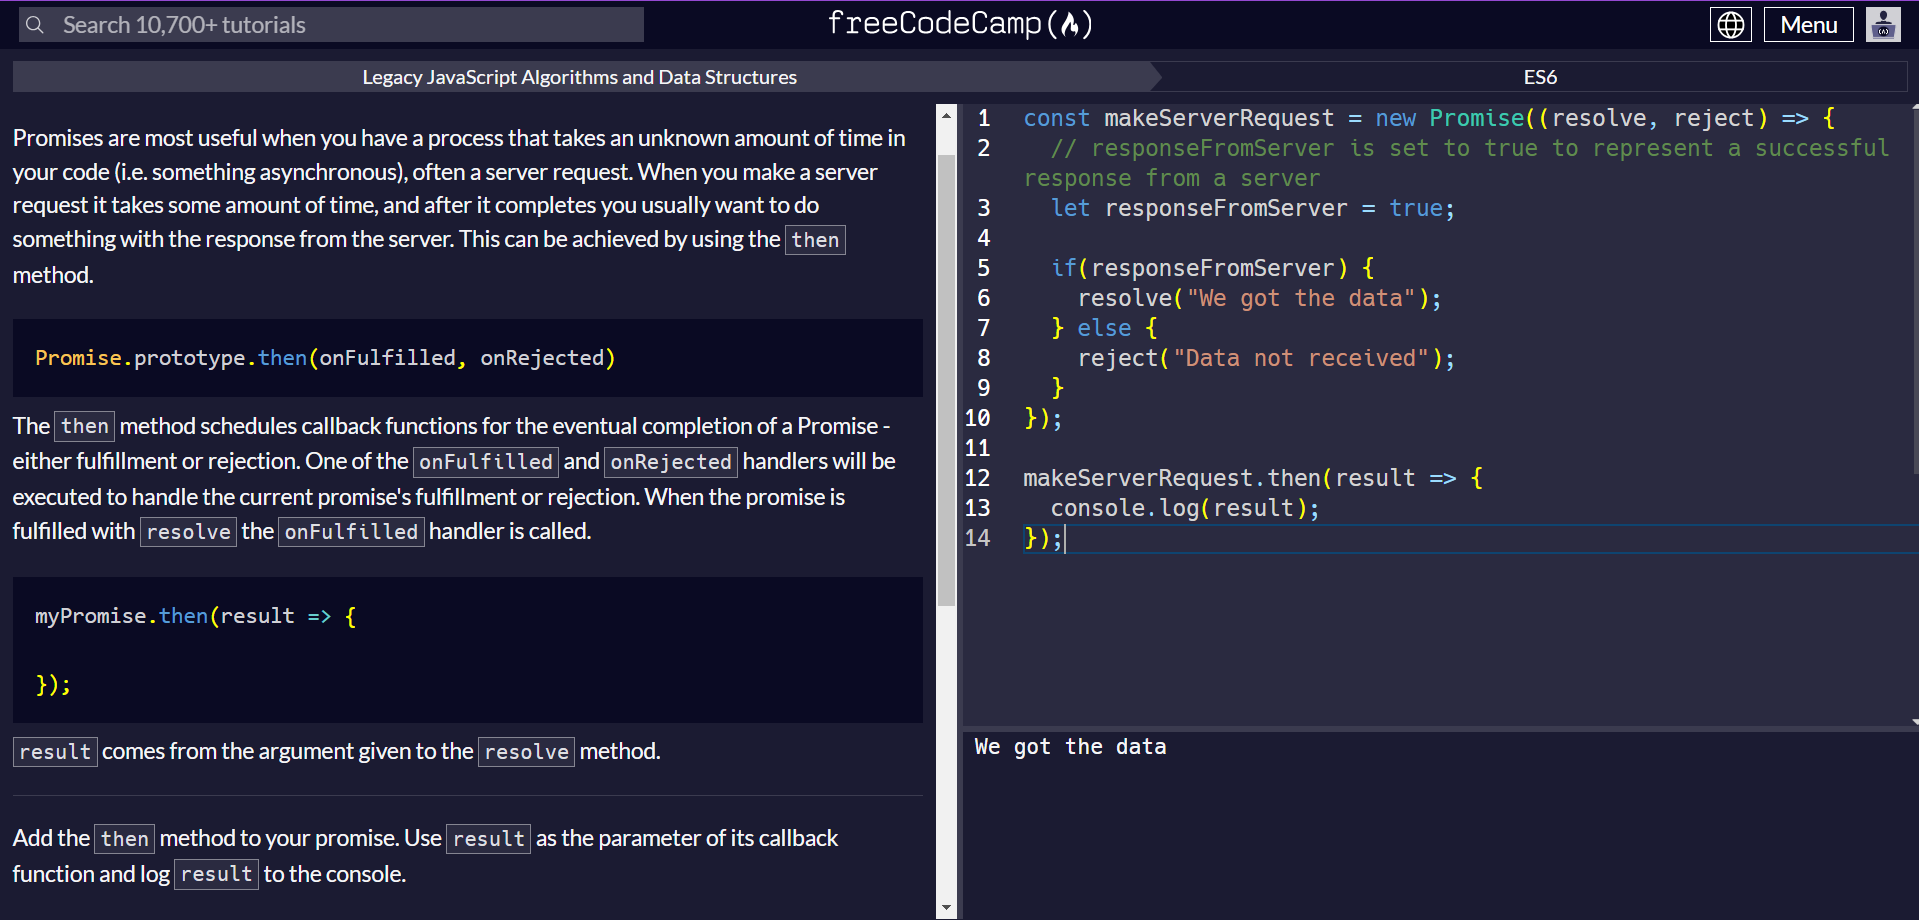 Search 10,700+ tutorials
freeCodeCamp(🔥)
Menu
Legacy JavaScript Algorithms and Data Structures
ES6
Promises are most useful when you have a process that takes an unknown amount of time in
your code (i.e. something asynchronous), often a server request. When you make a server
request it takes some amount of time, and after it completes you usually want to do
something with the response from the server. This can be achieved by using the then
method.
Promise.prototype.then(onFulfilled, onRejected)
The then method schedules callback functions for the eventual completion of a Promise -
either fulfillment or rejection. One of the onFulfilled and onRejected handlers will be
executed to handle the current promise's fulfillment or rejection. When the promise is
fulfilled with resolve the onFulfilled handler is called.
myPromise.then(result => {
});
result comes from the argument given to the resolve method.
Add the then method to your promise. Use result as the parameter of its callback
function and log result to the console.
1 const makeServerRequest = new Promise((resolve, reject) => {
2   // responseFromServer is set to true to represent a successful
response from a server
3   let responseFromServer = true;
4
5   if(responseFromServer) {
6     resolve("We got the data");
7   } else {
8     reject("Data not received");
9   }
10 });
11
12 makeServerRequest.then(result => {
13   console.log(result);
14 });
We got the data